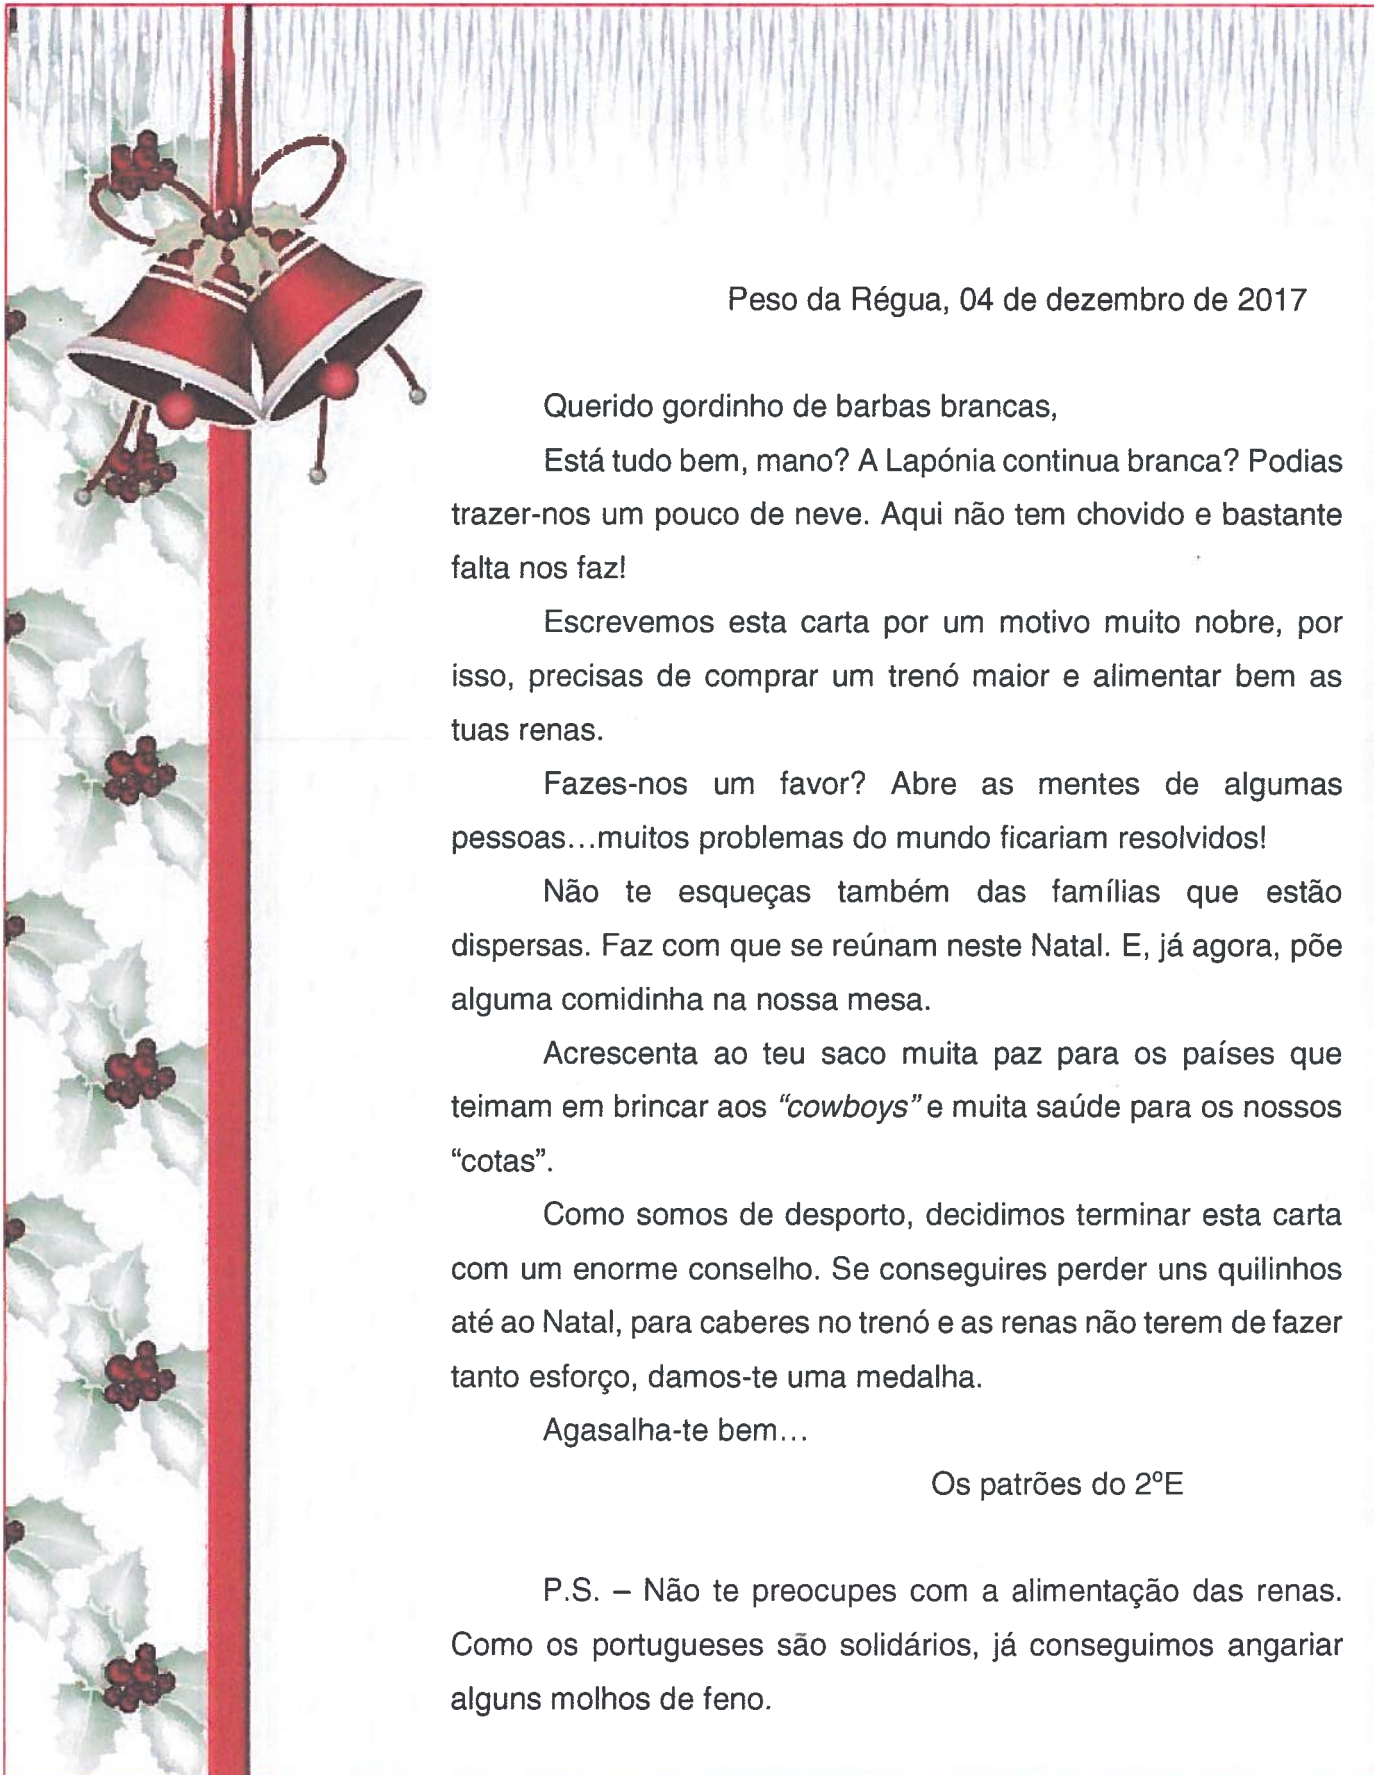 Peso da Régua, 04 de dezembro de 2017
Querido gordinho de barbas brancas,
Está tudo bem, mano? A Lapónia continua branca? Podias
trazer-nos um pouco de neve. Aqui não tem chovido e bastante
falta nos faz!
Escrevemos esta carta por um motivo muito nobre, por
isso, precisas de comprar um trenó maior e alimentar bem as
tuas renas.
Fazes-nos um favor? Abre as mentes de algumas
pessoas...muitos problemas do mundo ficariam resolvidos!
Não te esqueças também das famílias que estão
dispersas. Faz com que se reúnam neste Natal. E, já agora, põe
alguma comidinha na nossa mesa.
Acrescenta ao teu saco muita paz para os países que
teimam em brincar aos "cowboys" e muita saúde para os nossos
“cotas”.
Como somos de desporto, decidimos terminar esta carta
com um enorme conselho. Se conseguires perder uns quilinhos
até ao Natal, para caberes no trenó e as renas não terem de fazer
tanto esforço, damos-te uma medalha.
Agasalha-te bem...
Os patrões do 2ºE
P.S. – Não te preocupes com a alimentação das renas.
Como os portugueses são solidários, já conseguimos angariar
alguns molhos de feno.